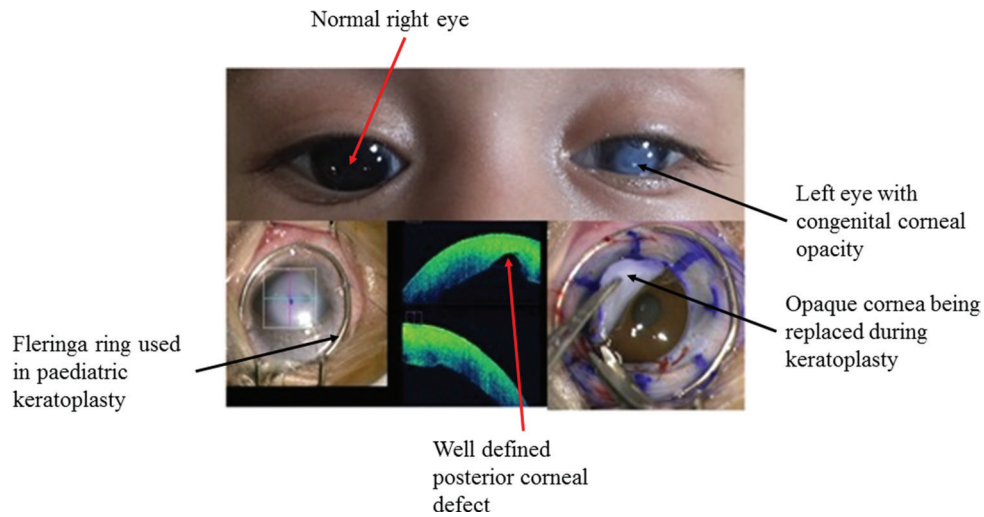 Normal right eye
Left eye with
congenital corneal
opacity
Opaque cornea being
replaced during
keratoplasty
Fleringa ring used
in paediatric
keratoplasty
Well defined
posterior corneal
defect